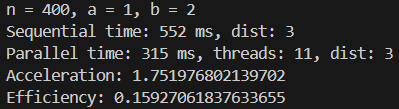 n = 400, a = 1, b = 2
Sequential time: 552 ms, dist: 3
Parallel time: 315 ms, threads: 11, dist: 3
Acceleration: 1.751976802139702
Efficiency: 0.15927061837633655